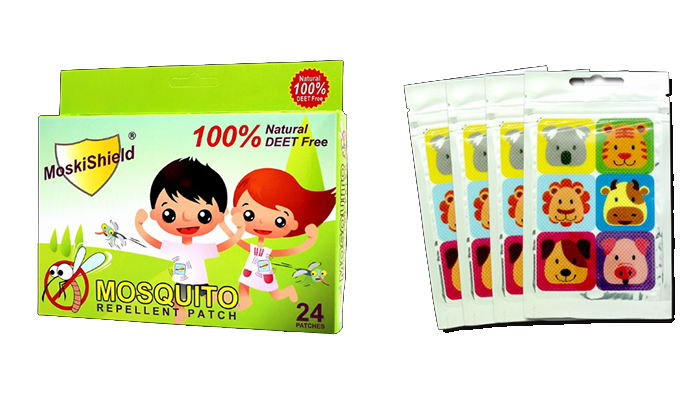 Natural
100%
DEET Free
100% Natural
DEET Free
MoskiShield®
MOSQUITO
REPELLENT PATCH
24
PATCHES